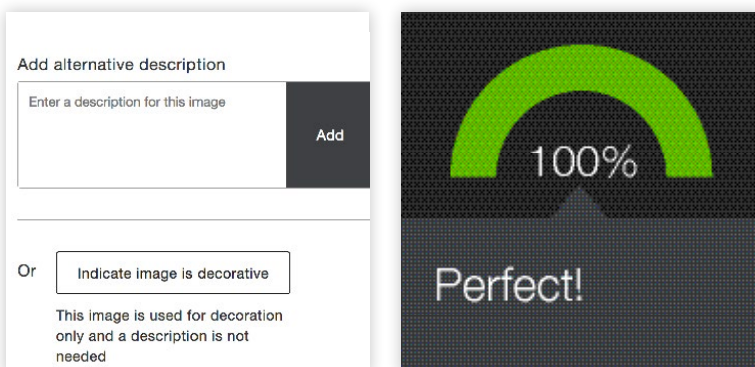 Add alternative description
Enter a description for this image
Add
Or
Indicate image is decorative
This image is used for decoration
only and a description is not
needed
100%
Perfect!